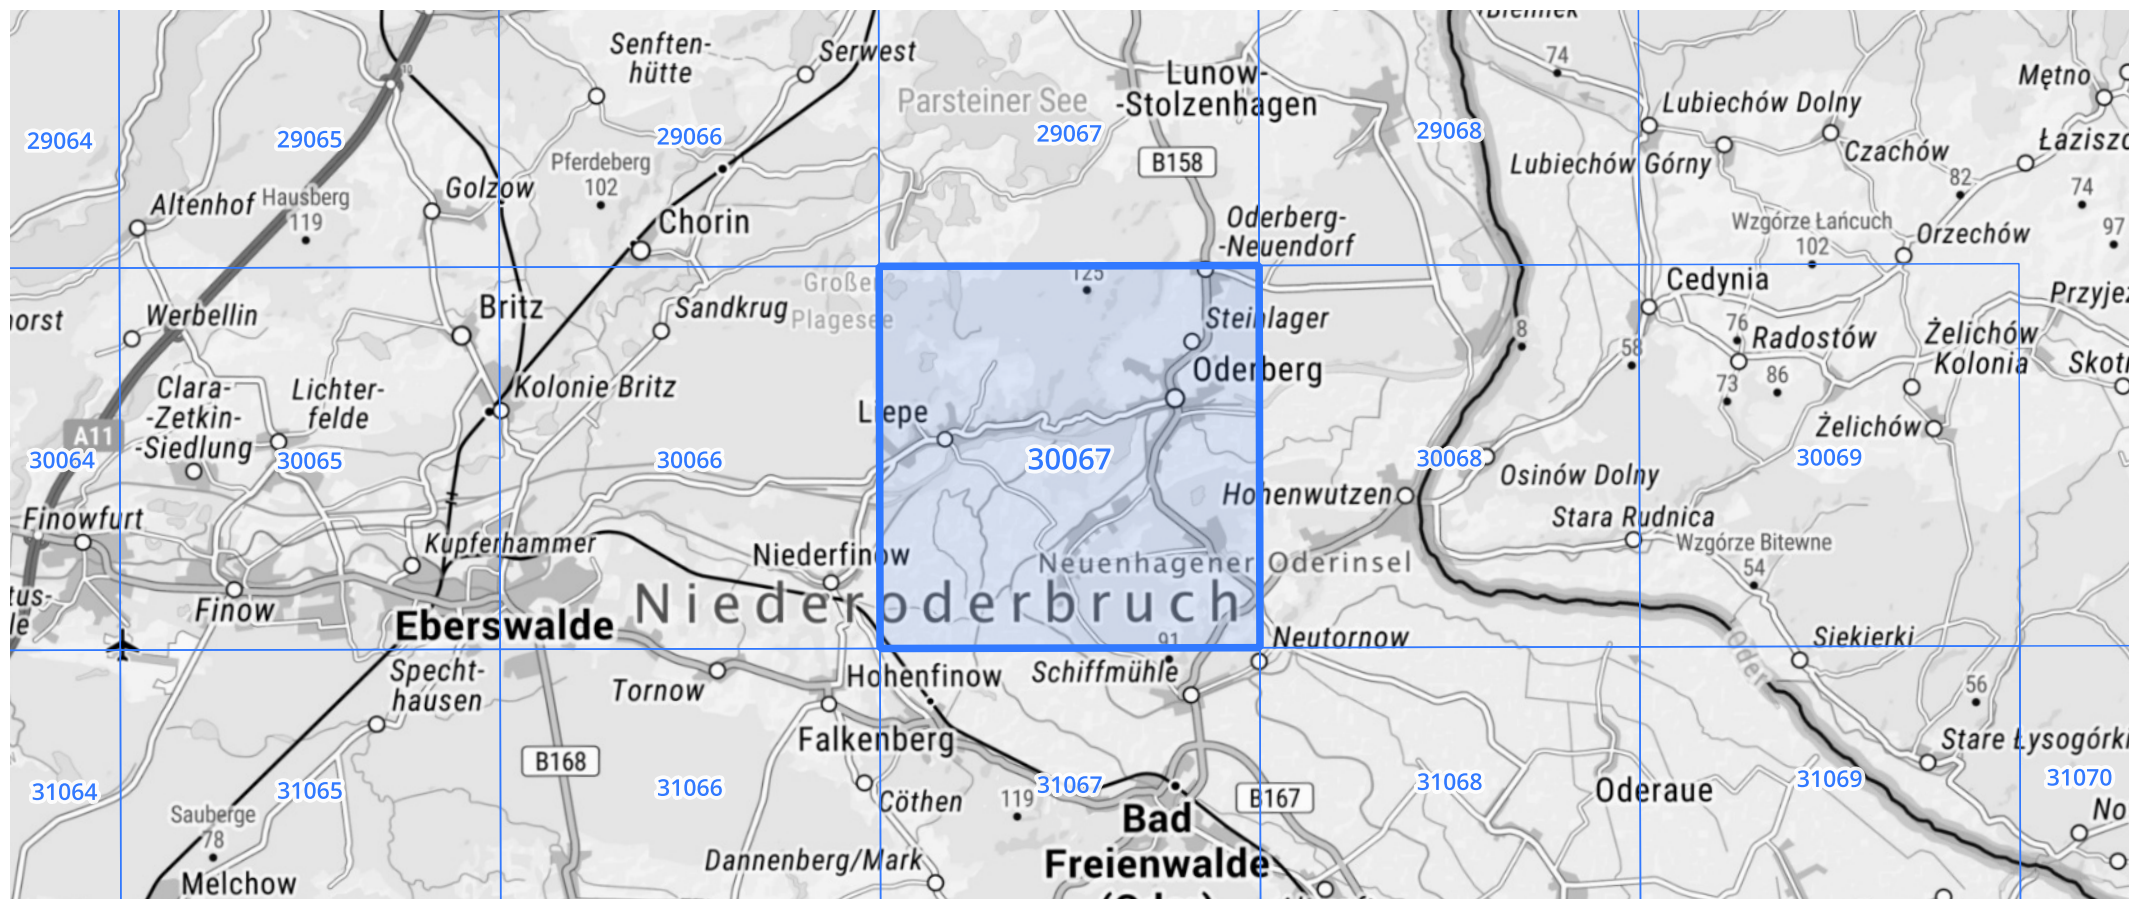 Senften-
hütte
Serwest
Lunow-
-Stolzenhagen
74
Mętno
Parsteiner See
Lubiechów Dolny
29064
29065
29066
29067
29068
B158
Lubiechów Górny
Czachów
Pferdeberg
102
Golzow
82
74
Altenhof
Hausberg
119
Chorin
Oderberg-
-Neuendorf
Wzgórze Łańcuch
102
Orzechów
97
10
125
Großer
Plagesee
Cedynia
Britz
Sandkrug
Werbellin
Steinlager
8
58
76
Radostów
Żelichów
Kolonia
73
86
Clara-
-Zetkin-
-Siedlung
Lichter-
felde
Kolonie Britz
Oderberg
Liepe
Żelichów
A11
30064
30065
30066
30067
30068
30069
Osinów Dolny
Hohenwutzen
Finowfurt
Stara Rudnica
Kupferhammer
Niederfinow
Neuenhagener Oderinsel
Wzgórze Bitewne
54
Finow
Niederoderbruch
Eberswalde
91
Neutornow
Siekierki
Oder
Specht-
hausen
Tornow
Hohenfinow
Schiffmühle
56
Falkenberg
Stare Łysogórki
B168
31064
31065
31066
31067
31068
31069
31070
Cöthen
119
B167
Oderaue
Sauberge
78
Bad
Freienwalde
Dannenberg/Mark
Melchow